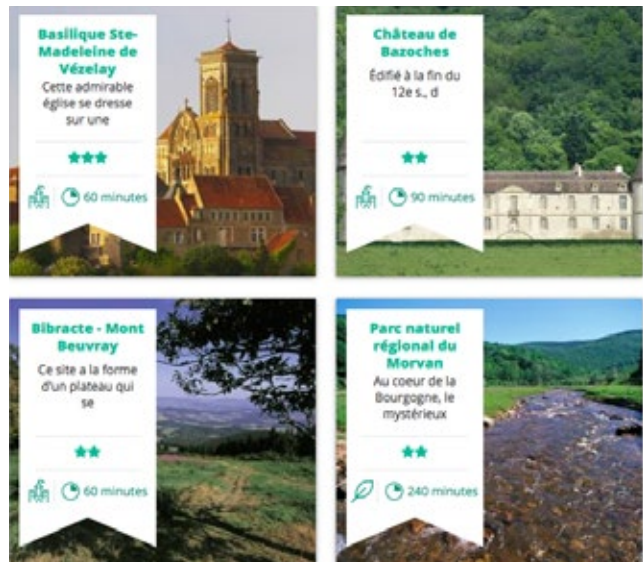 Basilique Ste-
Madeleine de
Vézelay
Cette admirable
église se dresse
sur une
60 minutes
Château de
Bazoches
Édifié à la fin du
12e s., d
90 minutes
Bibracte - Mont
Beuvray
Ce site a la forme
d'un plateau qui
se
60 minutes
Parc naturel
régional du
Morvan
Au coeur de la
Bourgogne, le
mystérieux
240 minutes